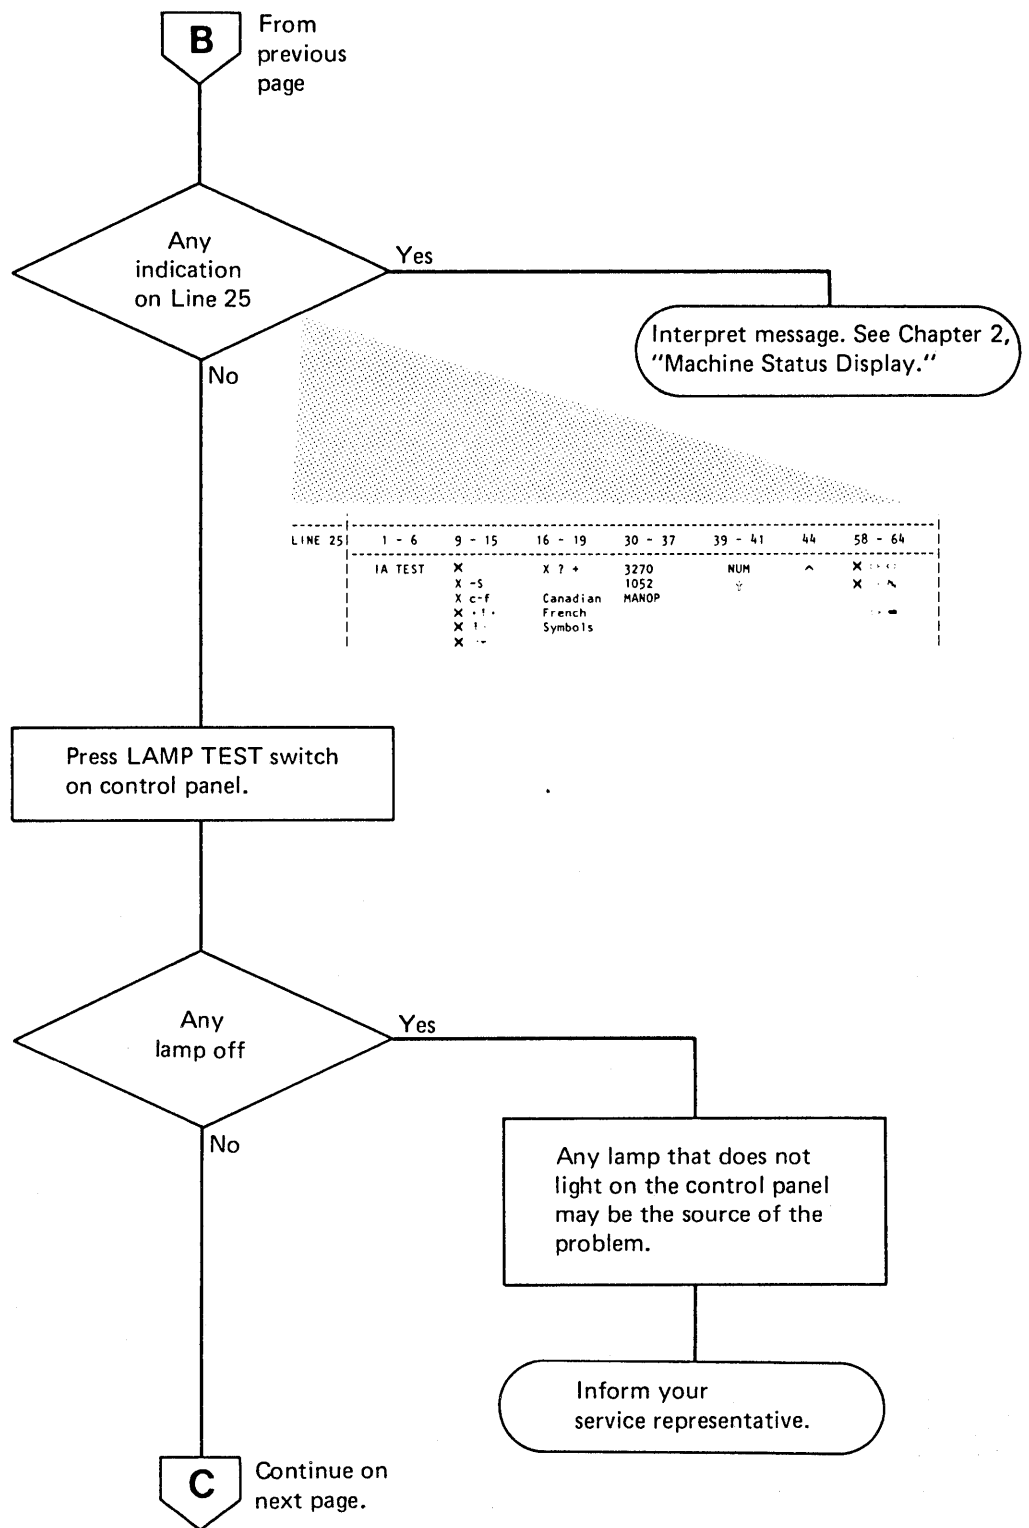 B
From
previous
page
Any
indication
on Line 25
Yes
Interpret message. See Chapter 2,
"Machine Status Display."
No
LINE 25 1 - 6 9 - 15 16 - 19 30 - 37 39 - 41 44 58 - 64
IA TEST X X ? + 3270 NUM ^ X
X -S 1052 X
X c-f Canadian MANOP
X French
X Symbols
X
Press LAMP TEST switch
on control panel.
Any
lamp off
Yes
No
Any lamp that does not
light on the control panel
may be the source of the
problem.
Inform your
service representative.
C
Continue on
next page.